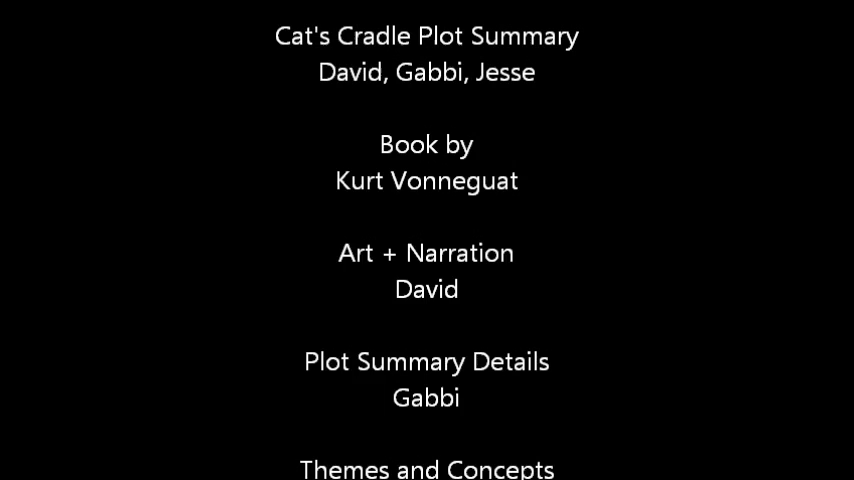 Cat's Cradle Plot Summary
David, Gabbi, Jesse
Book by
Kurt Vonneguat
Art + Narration
David
Plot Summary Details
Gabbi
Themes and Concepts